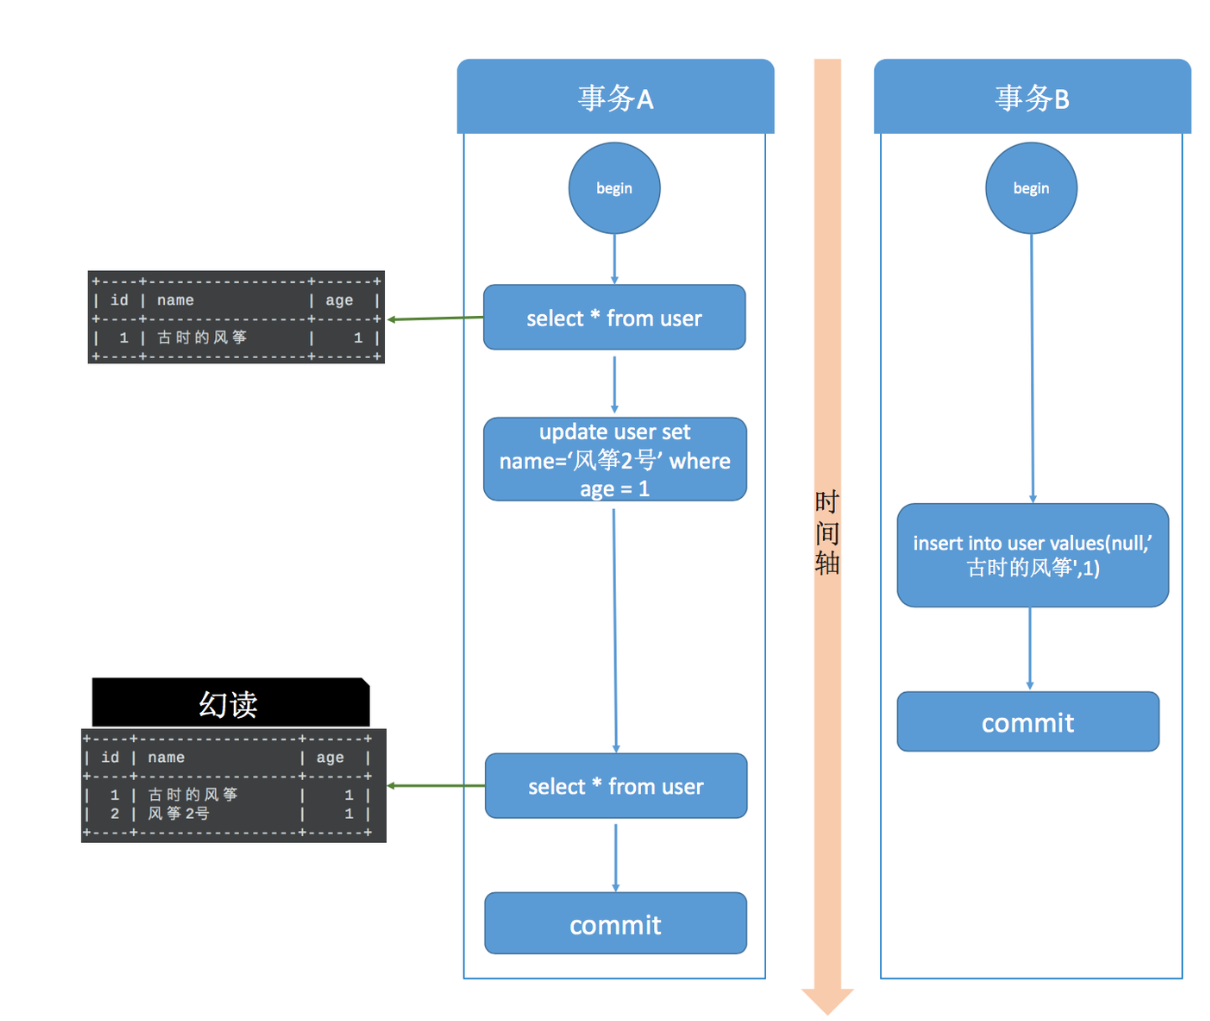 事务A
事务B
begin
begin
+----+-----------------+------+
| id | name | age |
+----+-----------------+------+
| 1 | 古时的风筝 | 1 |
+----+-----------------+------+
select * from user
update user set
name=‘风筝2号’ where
age = 1
时
间
轴
insert into user values(null,’
古时的风筝',1)
commit
幻读
+----+-----------------+------+
| id | name | age |
+----+-----------------+------+
| 1 | 古时的风筝 | 1 |
| 2 | 风筝2号 | 1 |
+----+-----------------+------+
select * from user
commit